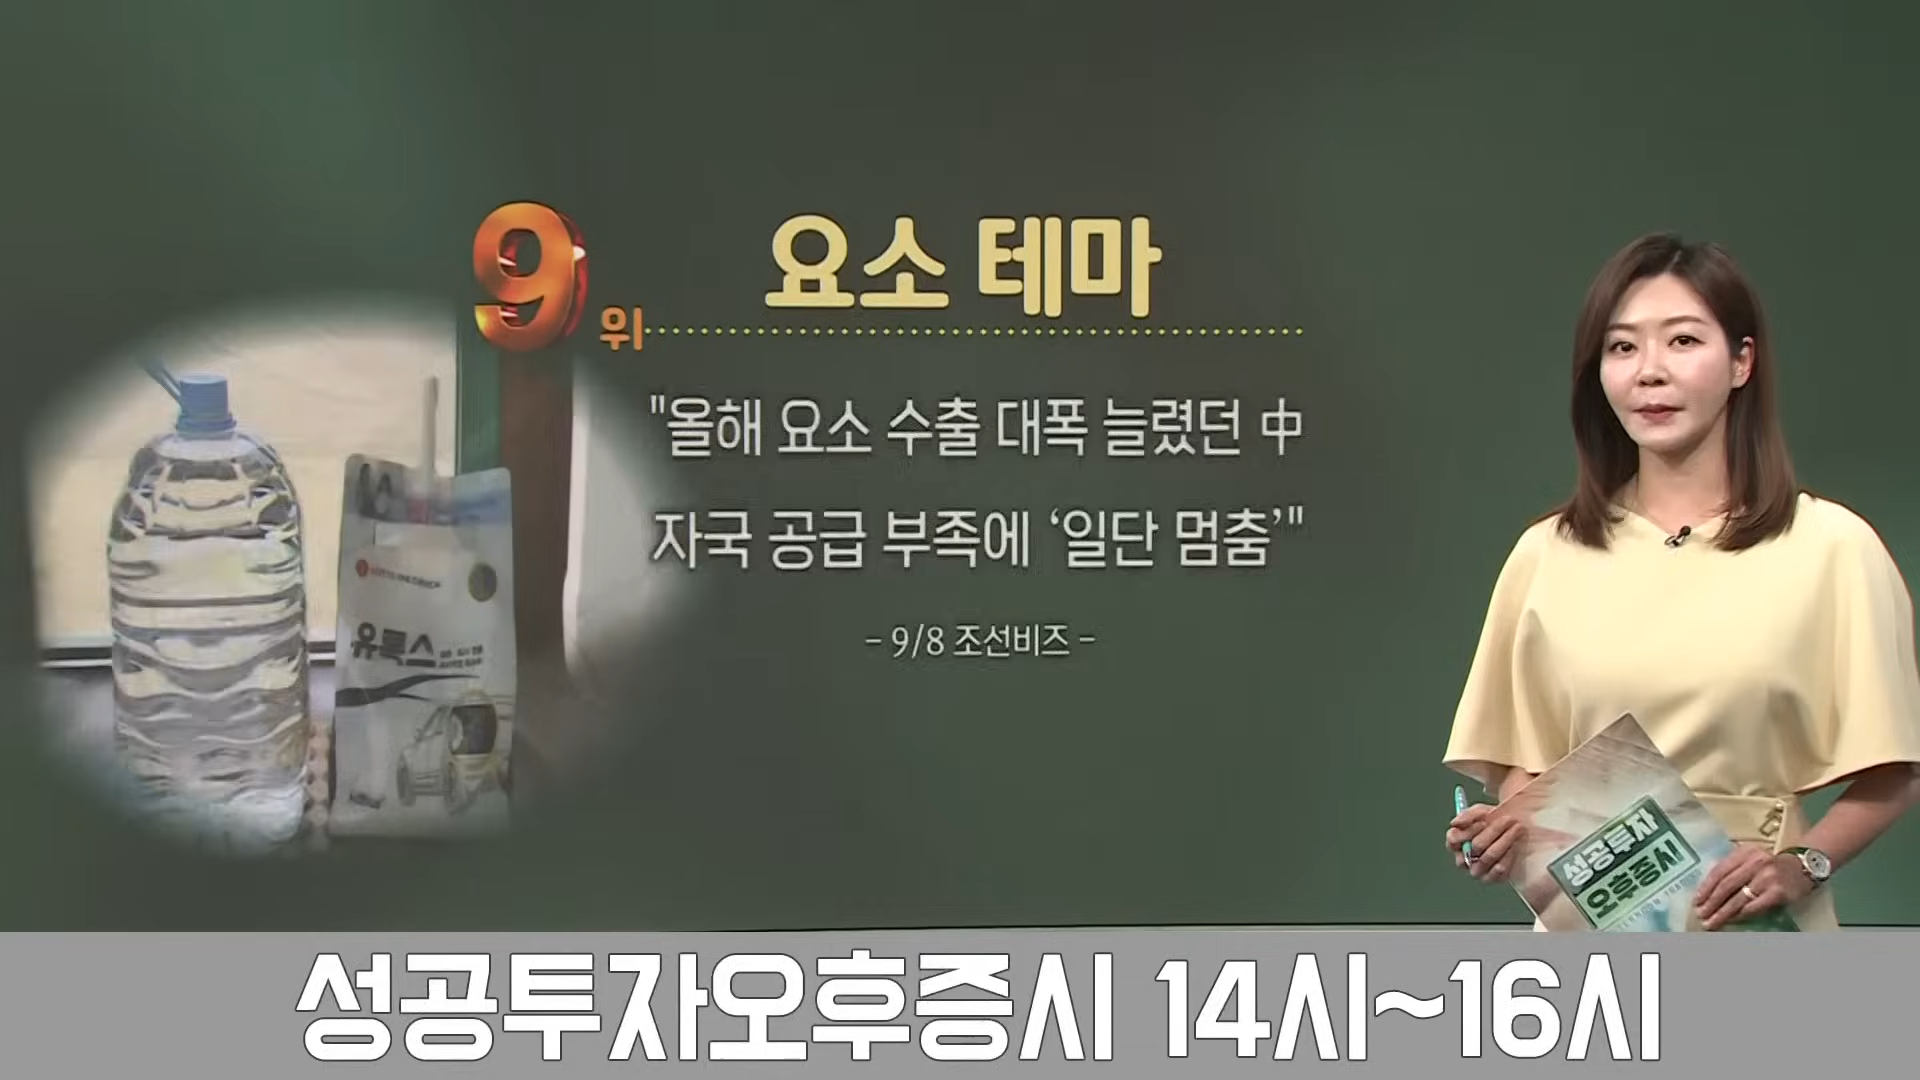 9위
요소 테마
"올해 요소 수출 대폭 늘렸던 中
자국 공급 부족에 ‘일단 멈춤’"
– 9/8 조선비즈 –
유록스
성공투자
오후증시
성공투자오후증시 14시~16시